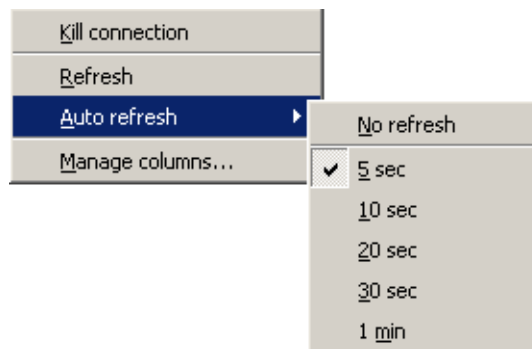 Kill connection
Refresh
Auto refresh
Manage columns...
No refresh
5 sec
10 sec
20 sec
30 sec
1 min